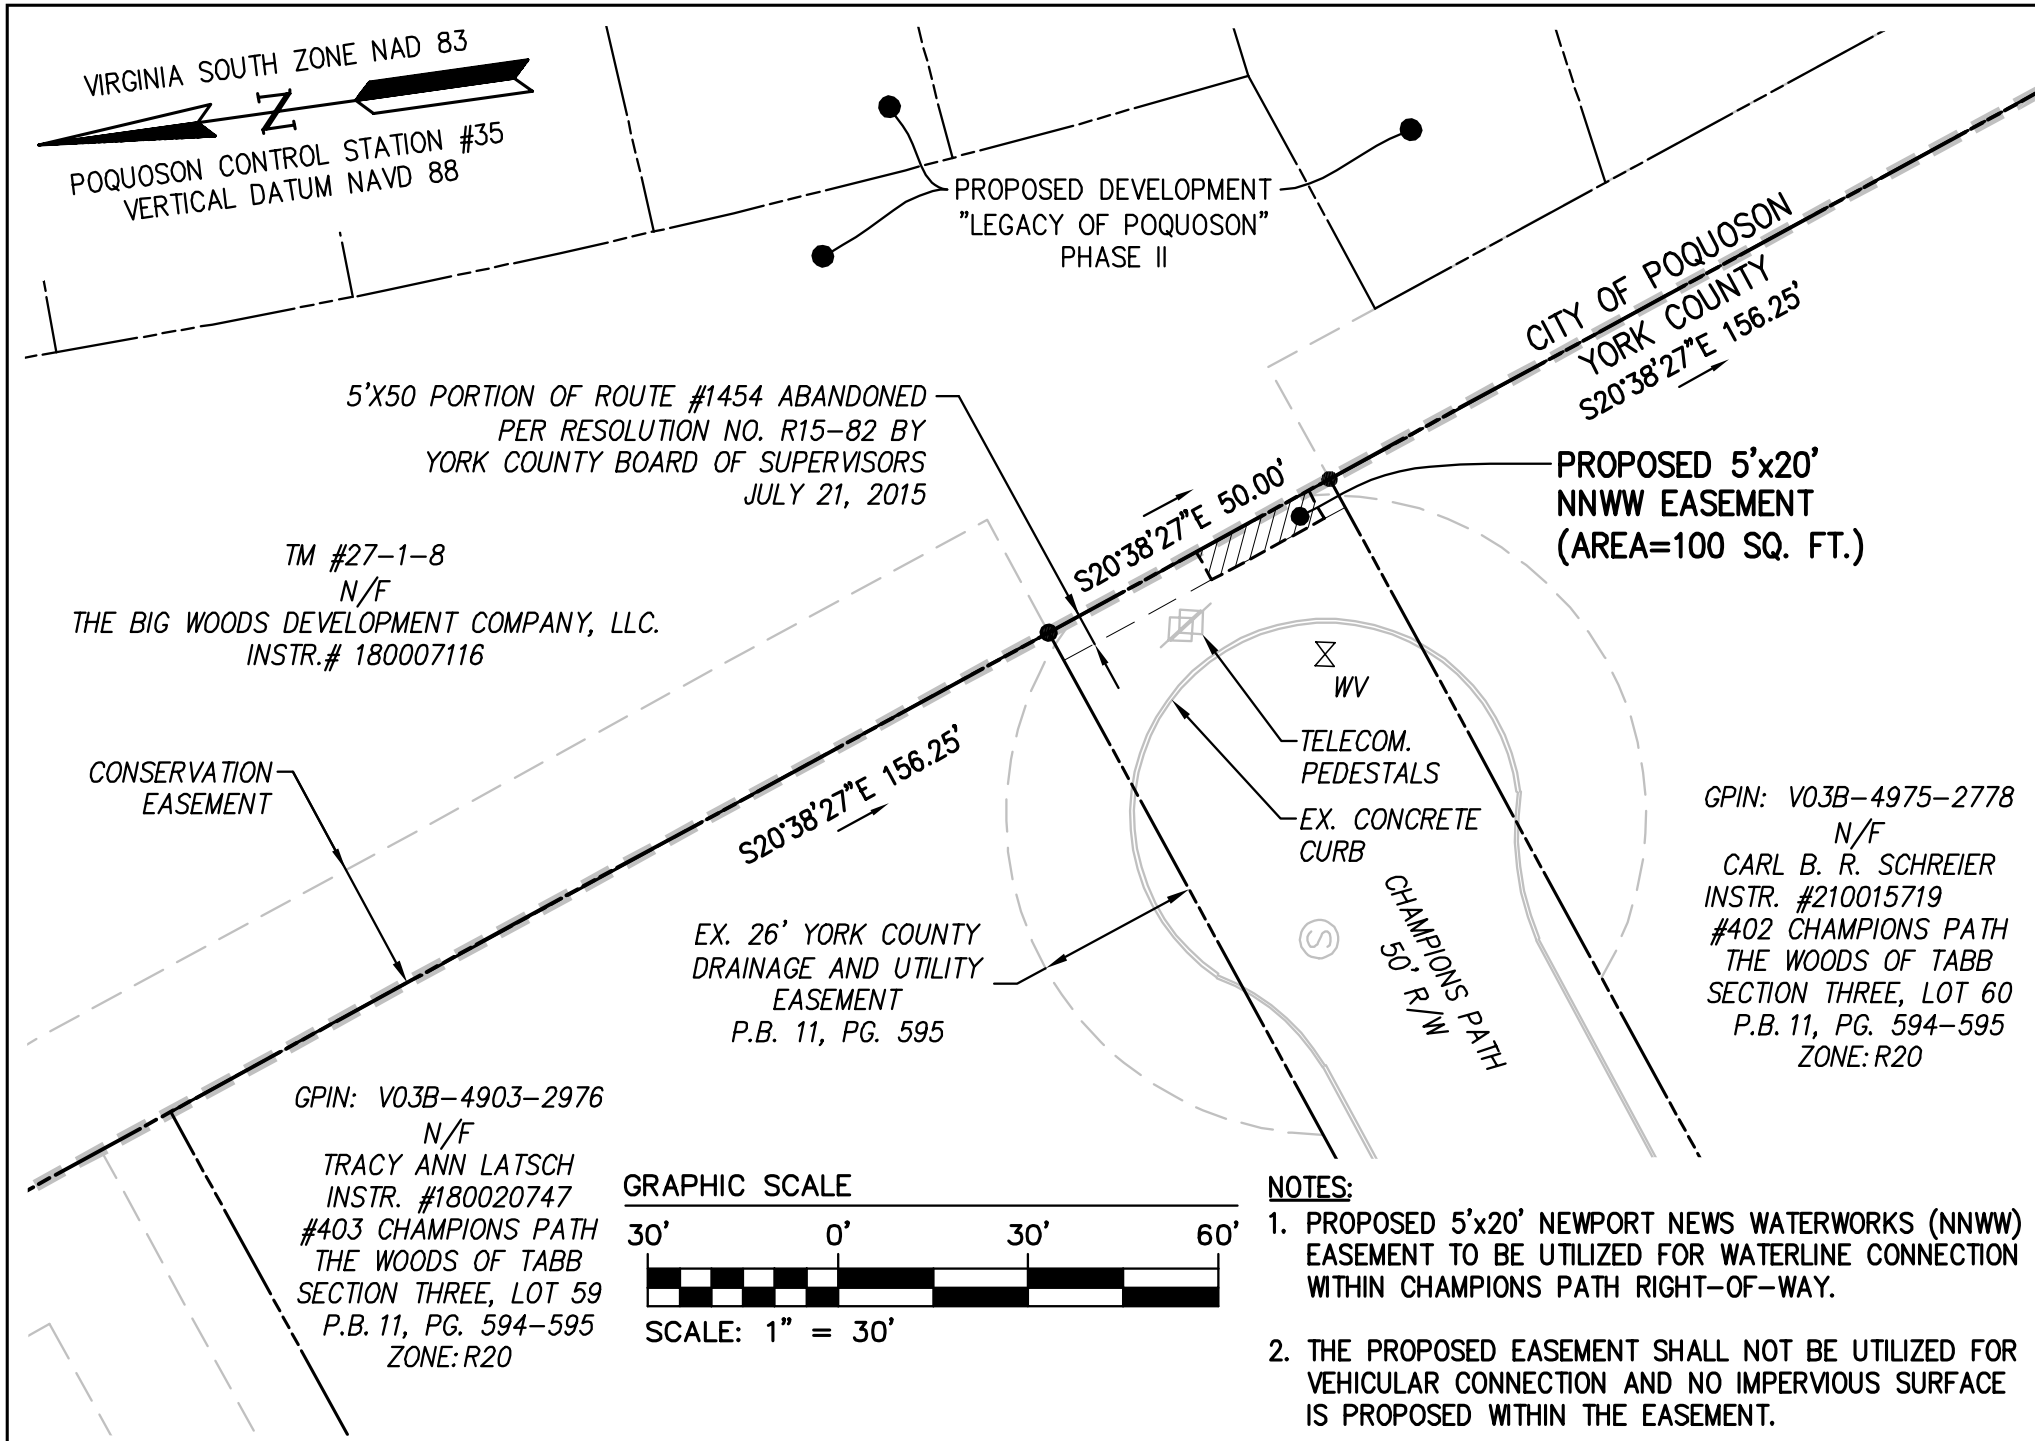 VIRGINIA SOUTH ZONE NAD 83
N
POQUOSON CONTROL STATION #35
VERTICAL DATUM NAVD 88
PROPOSED DEVELOPMENT
"LEGACY OF POQUOSON"
PHASE II
CITY OF POQUOSON
YORK COUNTY
S20°38'27"E 156.25'
5'X50 PORTION OF ROUTE #1454 ABANDONED
PER RESOLUTION NO. R15-82 BY
YORK COUNTY BOARD OF SUPERVISORS
JULY 21, 2015
S20°38'27"E 50.00'
PROPOSED 5'x20'
NNWW EASEMENT
(AREA=100 SQ. FT.)
TM #27-1-8
N/F
THE BIG WOODS DEVELOPMENT COMPANY, LLC.
INSTR.# 180007116
WV
TELECOM.
PEDESTALS
EX. CONCRETE
CURB
CONSERVATION
EASEMENT
S20°38'27"E 156.25'
GPIN: V03B-4975-2778
N/F
CARL B. R. SCHREIER
INSTR. #210015719
#402 CHAMPIONS PATH
THE WOODS OF TABB
SECTION THREE, LOT 60
P.B. 11, PG. 594-595
ZONE: R20
CHAMPIONS PATH
50' R/W
S
EX. 26' YORK COUNTY
DRAINAGE AND UTILITY
EASEMENT
P.B. 11, PG. 595
GPIN: V03B-4903-2976
N/F
TRACY ANN LATSCH
INSTR. #180020747
#403 CHAMPIONS PATH
THE WOODS OF TABB
SECTION THREE, LOT 59
P.B. 11, PG. 594-595
ZONE: R20
GRAPHIC SCALE
30' 0' 30' 60'
SCALE: 1" = 30'
NOTES:
1. PROPOSED 5'x20' NEWPORT NEWS WATERWORKS (NNWW)
EASEMENT TO BE UTILIZED FOR WATERLINE CONNECTION
WITHIN CHAMPIONS PATH RIGHT-OF-WAY.
2. THE PROPOSED EASEMENT SHALL NOT BE UTILIZED FOR
VEHICULAR CONNECTION AND NO IMPERVIOUS SURFACE
IS PROPOSED WITHIN THE EASEMENT.